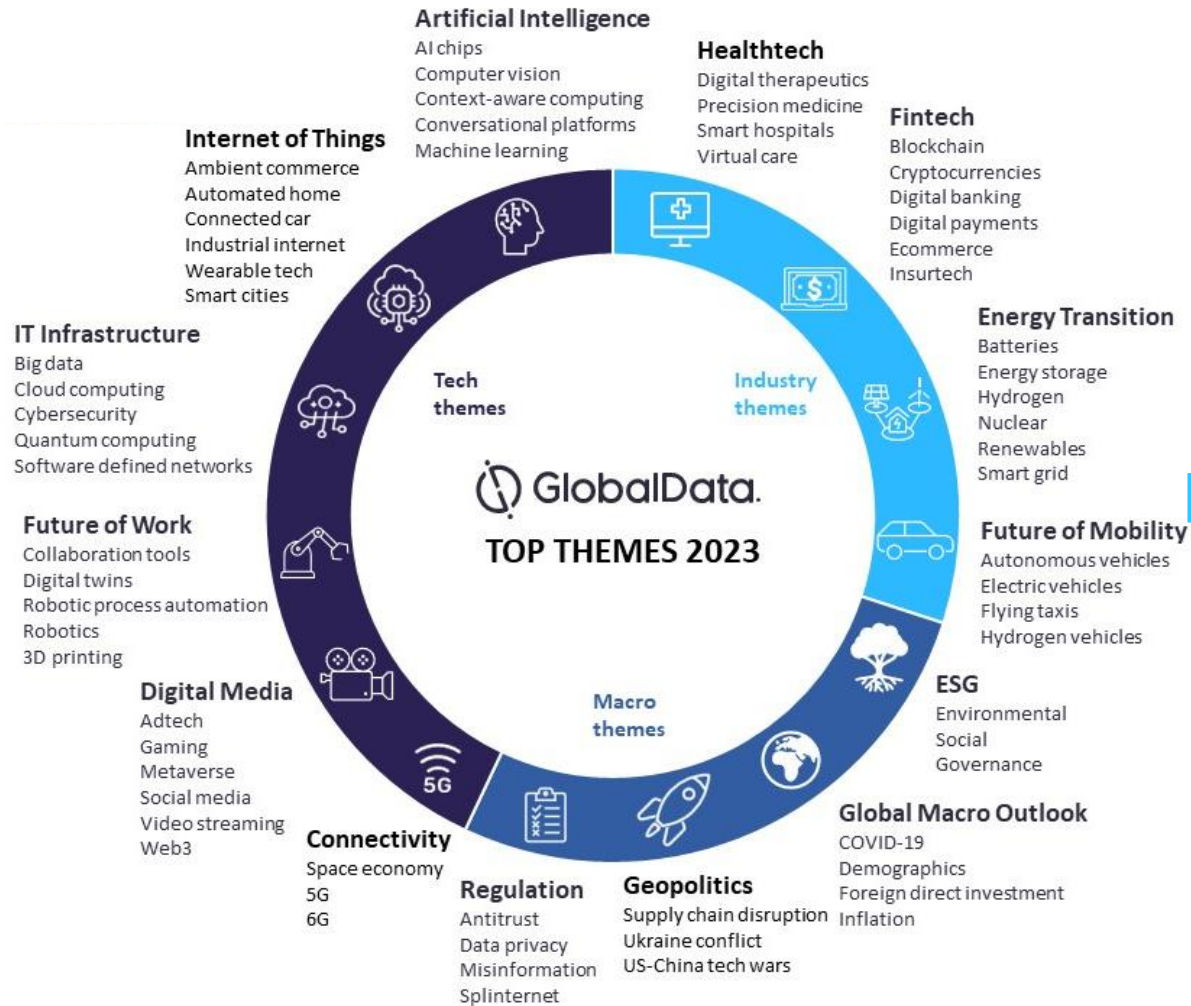 Artificial Intelligence
AI chips
Computer vision
Context-aware computing
Conversational platforms
Machine learning
Healthtech
Digital therapeutics
Precision medicine
Smart hospitals
Virtual care
Fintech
Blockchain
Cryptocurrencies
Digital banking
Digital payments
Ecommerce
Insurtech
Energy Transition
Batteries
Energy storage
Hydrogen
Nuclear
Renewables
Smart grid
Future of Mobility
Autonomous vehicles
Electric vehicles
Flying taxis
Hydrogen vehicles
ESG
Environmental
Social
Governance
Global Macro Outlook
COVID-19
Demographics
Foreign direct investment
Inflation
Geopolitics
Supply chain disruption
Ukraine conflict
US-China tech wars
Regulation
Antitrust
Data privacy
Misinformation
Splinternet
Connectivity
Space economy
5G
6G
Digital Media
Adtech
Gaming
Metaverse
Social media
Video streaming
Web3
Future of Work
Collaboration tools
Digital twins
Robotic process automation
Robotics
3D printing
IT Infrastructure
Big data
Cloud computing
Cybersecurity
Quantum computing
Software defined networks
Internet of Things
Ambient commerce
Automated home
Connected car
Industrial internet
Wearable tech
Smart cities
Tech
themes
Industry
themes
GlobalData.
TOP THEMES 2023
Macro
themes
$
5G